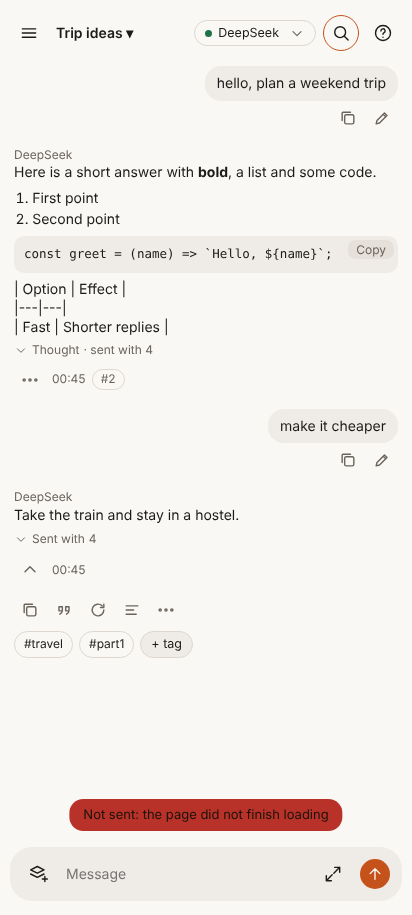 Trip ideas ▾
DeepSeek
hello, plan a weekend trip
DeepSeek
Here is a short answer with bold, a list and some code.
1. First point
2. Second point
const greet = (name) => `Hello, ${name}`;
Copy
| Option | Effect |
|---|---|
| Fast | Shorter replies |
Thought · sent with 4
00:45 #2
make it cheaper
DeepSeek
Take the train and stay in a hostel.
Sent with 4
00:45
#travel #part1 + tag
Not sent: the page did not finish loading
Message